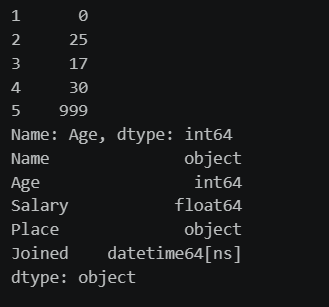 1      0
2     25
3     17
4     30
5    999
Name: Age, dtype: int64
Name              object
Age                int64
Salary           float64
Place             object
Joined    datetime64[ns]
dtype: object